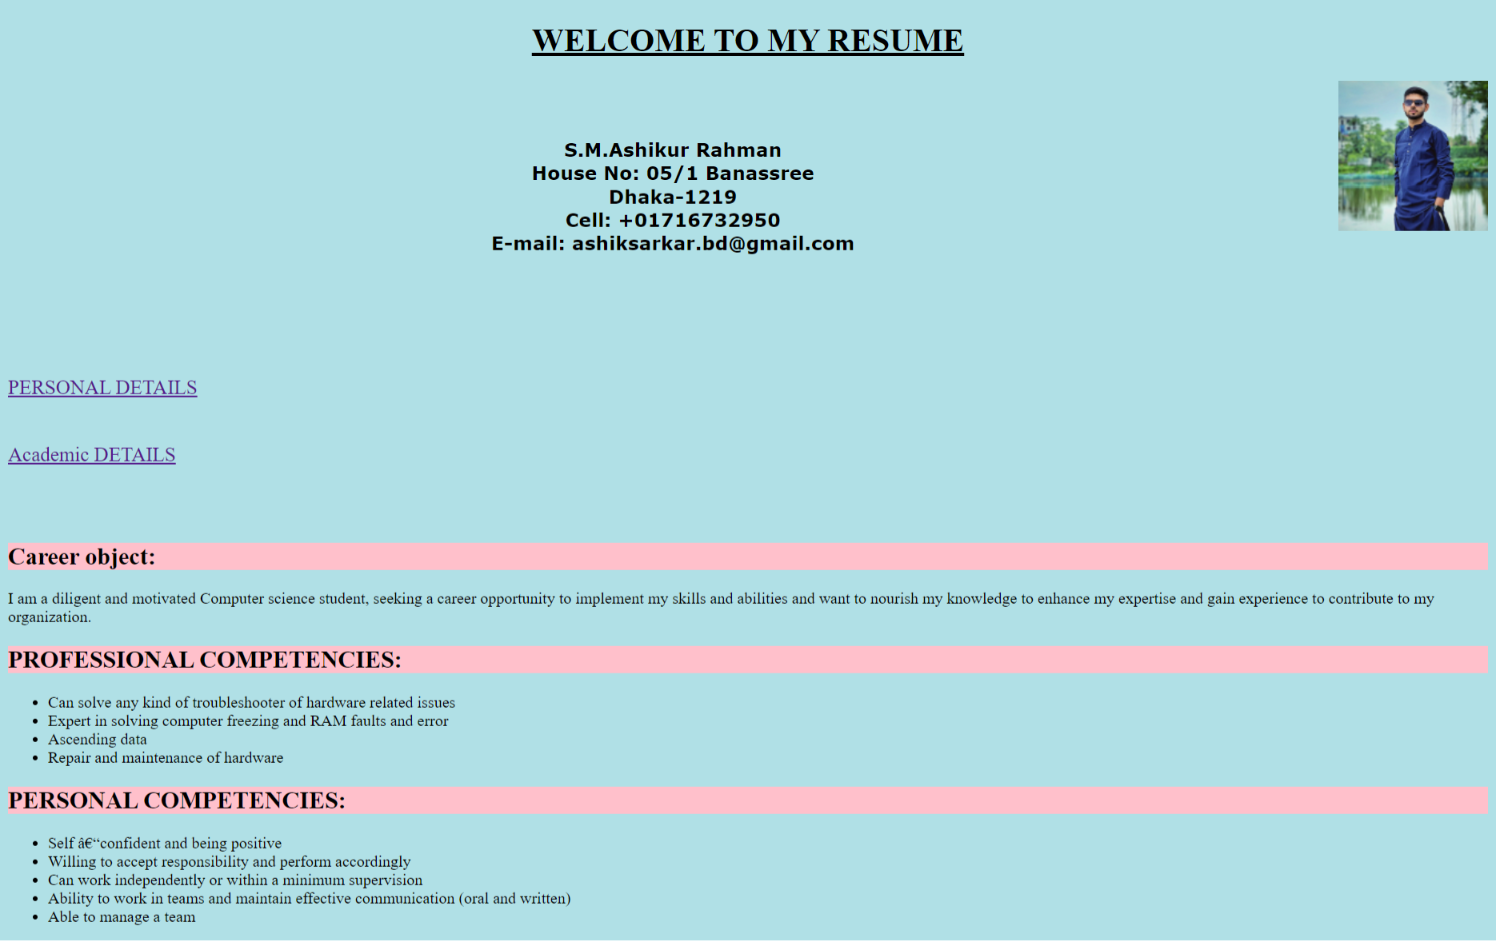 WELCOME TO MY RESUME
S.M.Ashikur Rahman
House No: 05/1 Banassree
Dhaka-1219
Cell: +01716732950
E-mail: ashiksarkar.bd@gmail.com
PERSONAL DETAILS
Academic DETAILS
Career object:
I am a diligent and motivated Computer science student, seeking a career opportunity to implement my skills and abilities and want to nourish my knowledge to enhance my expertise and gain experience to contribute to my
organization.
PROFESSIONAL COMPETENCIES:
• Can solve any kind of troubleshooter of hardware related issues
• Expert in solving computer freezing and RAM faults and error
• Ascending data
• Repair and maintenance of hardware
PERSONAL COMPETENCIES:
• Self â€“confident and being positive
• Willing to accept responsibility and perform accordingly
• Can work independently or within a minimum supervision
• Ability to work in teams and maintain effective communication (oral and written)
• Able to manage a team